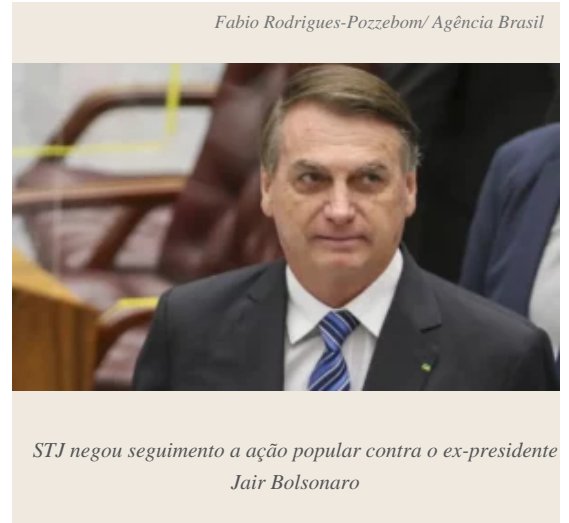 Fabio Rodrigues-Pozzebom/ Agência Brasil
STJ negou seguimento a ação popular contra o ex-presidente
Jair Bolsonaro